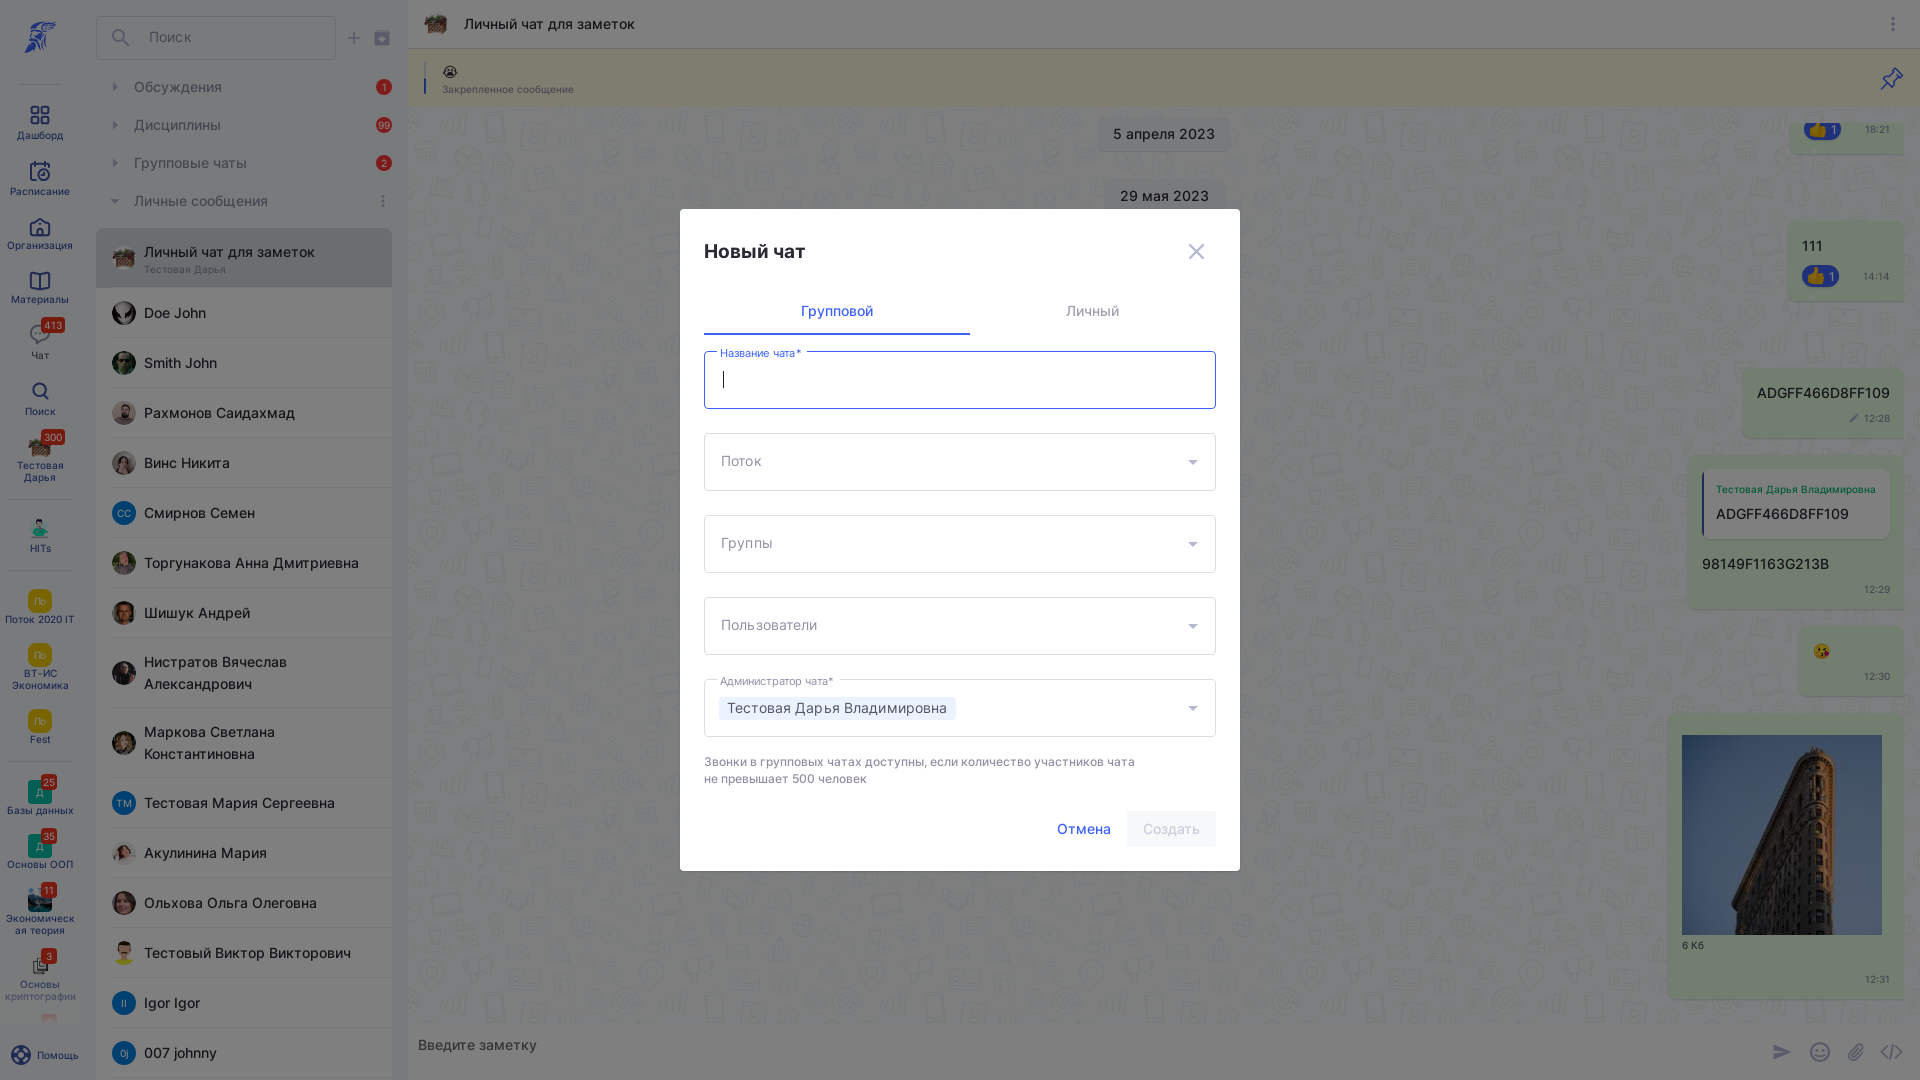 Поиск
Обсуждения
1
Дисциплины
99
Групповые чаты
2
Личные сообщения
Дашборд
Расписание
Организация
Материалы
413
Чат
Поиск
300
Тестовая
Дарья
HITs
По
Поток 2020 IT
По
ВТ-ИС
Экономика
По
Fest
25
Д
Базы данных
35
Д
Основы ООП
11
Экономическ
ая теория
3
Основы
криптографии
Помощь
Личный чат для заметок
Тестовая Дарья
Doe John
Smith John
Рахмонов Саидахмад
Винс Никита
СС
Смирнов Семен
Торгунакова Анна Дмитриевна
Шишук Андрей
Нистратов Вячеслав
Александрович
Маркова Светлана
Константиновна
ТМ
Тестовая Мария Сергеевна
Акулинина Мария
Ольхова Ольга Олеговна
Тестовый Виктор Викторович
II
Igor Igor
0j
007 johnny
Личный чат для заметок
Закрепленное сообщение
5 апреля 2023
1
18:21
29 мая 2023
111
1
14:14
ADGFF466D8FF109
12:28
Тестовая Дарья Владимировна
ADGFF466D8FF109
98149F1163G213B
12:29
12:30
6 Кб
12:31
Введите заметку
Новый чат
Групповой
Личный
Название чата*
Поток
Группы
Пользователи
Администратор чата*
Тестовая Дарья Владимировна
Звонки в групповых чатах доступны, если количество участников чата
не превышает 500 человек
Отмена
Создать